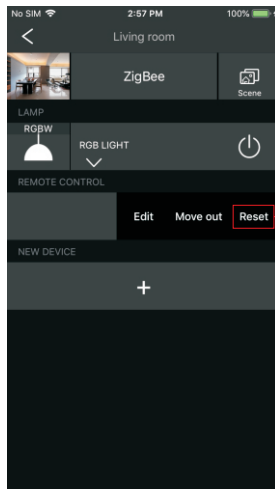 No SIM 2:57 PM 100%
Living room
ZigBee
Scene
LAMP
RGBW
RGB LIGHT
REMOTE CONTROL
Edit Move out Reset
NEW DEVICE
+